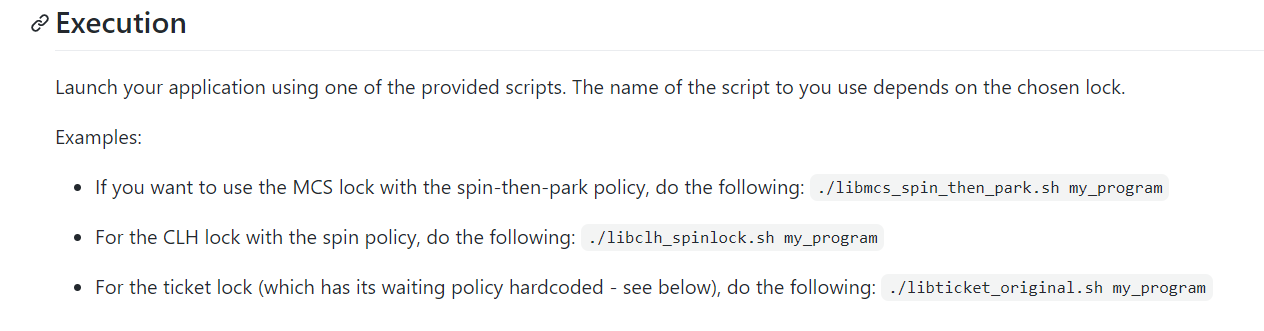 Execution
Launch your application using one of the provided scripts. The name of the script to you use depends on the chosen lock.
Examples:
• If you want to use the MCS lock with the spin-then-park policy, do the following: ./libmcs_spin_then_park.sh my_program
• For the CLH lock with the spin policy, do the following: ./libclh_spinlock.sh my_program
• For the ticket lock (which has its waiting policy hardcoded - see below), do the following: ./libticket_original.sh my_program